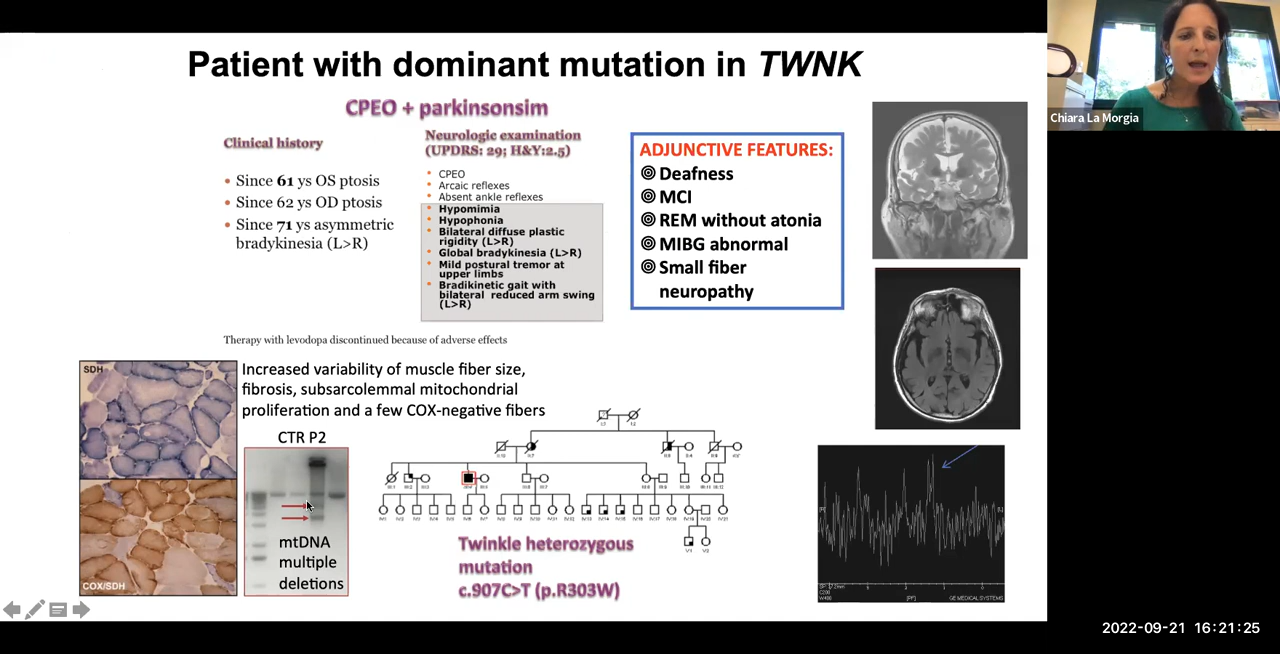 Patient with dominant mutation in TWNK
CPEO + parkinsonsim
Clinical history
• Since 61 ys OS ptosis
• Since 62 ys OD ptosis
• Since 71 ys asymmetric
bradykinesia (L>R)
Neurologic examination
(UPDRS: 29; H&Y:2.5)
• CPEO
• Arcaic reflexes
• Absent ankle reflexes
• Hypomimia
• Hypophonia
• Bilateral diffuse plastic
rigidity (L>R)
• Global bradykinesia (L>R)
• Mild postural tremor at
upper limbs
• Bradikinetic gait with
bilateral reduced arm swing
(L>R)
ADJUNCTIVE FEATURES:
Deafness
MCI
REM without atonia
MIBG abnormal
Small fiber
neuropathy
Chiara La Morgia
Therapy with levodopa discontinued because of adverse effects
SDH
COX/SDH
Increased variability of muscle fiber size,
fibrosis, subsarcolemmal mitochondrial
proliferation and a few COX-negative fibers
CTR P2
mtDNA
multiple
deletions
Twinkle heterozygous
mutation
c.907C>T (p.R303W)
[PF]
GE MEDICAL SYSTEMS
2022-09-21 16:21:25